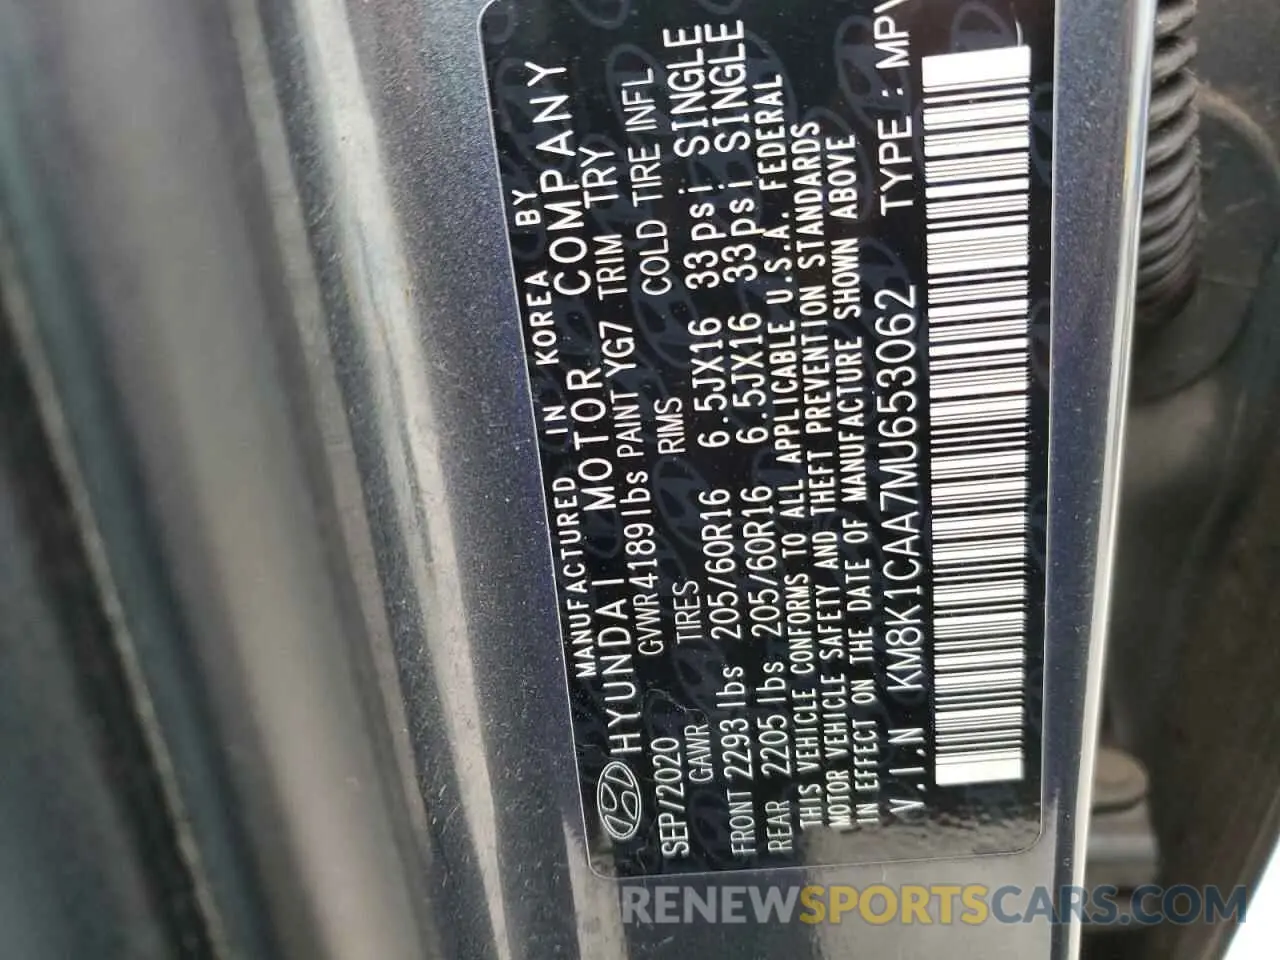 MANUFACTURED IN KOREA BY
HYUNDAI MOTOR COMPANY
SEP/2020 GVWR 4189lbs PAINT YG7 TRIM TRY
GAWR TIRES RIMS COLD TIRE INFL
FRONT 2293 lbs 205/60R16 6.5JX16 33psi SINGLE
REAR 2205 lbs 205/60R16 6.5JX16 33psi SINGLE
THIS VEHICLE CONFORMS TO ALL APPLICABLE U.S.A. FEDERAL
MOTOR VEHICLE SAFETY AND THEFT PREVENTION STANDARDS
IN EFFECT ON THE DATE OF MANUFACTURE SHOWN ABOVE
V.I.N KM8K1CAA7MU653062 TYPE : MPV
RENEWSPORTSCARS.COM